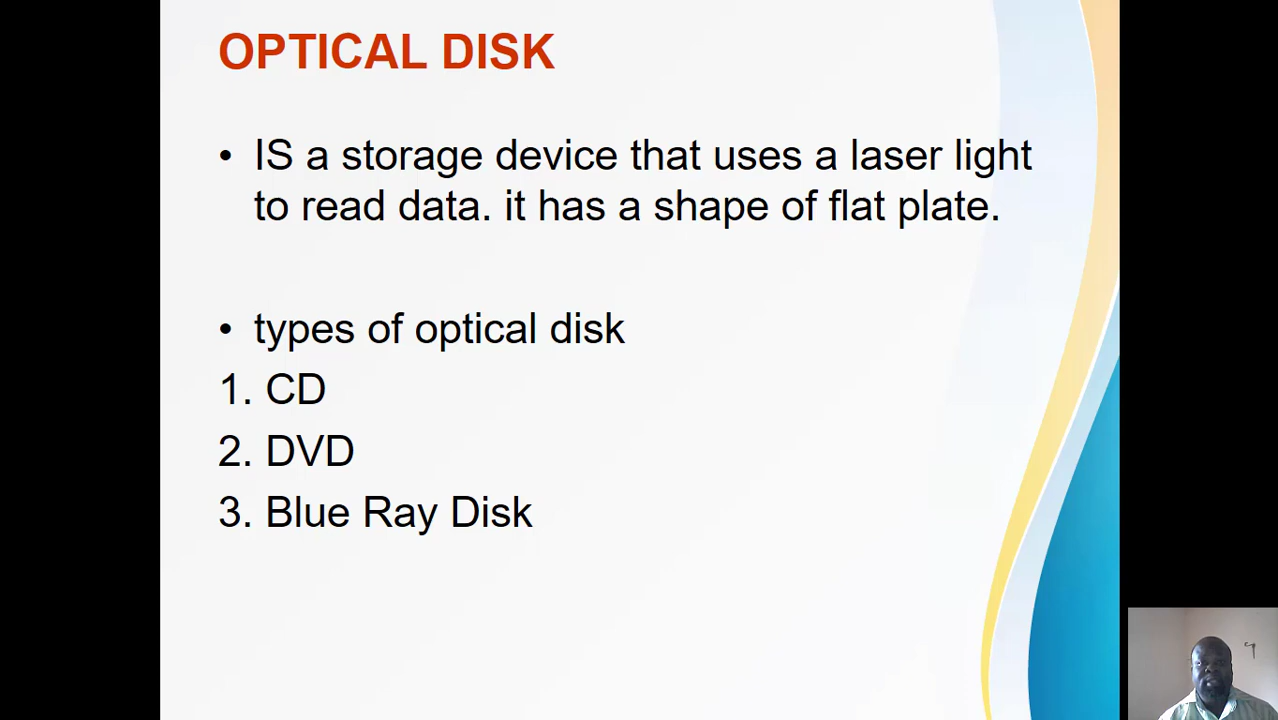 OPTICAL DISK
• IS a storage device that uses a laser light
to read data. it has a shape of flat plate.
• types of optical disk
1. CD
2. DVD
3. Blue Ray Disk